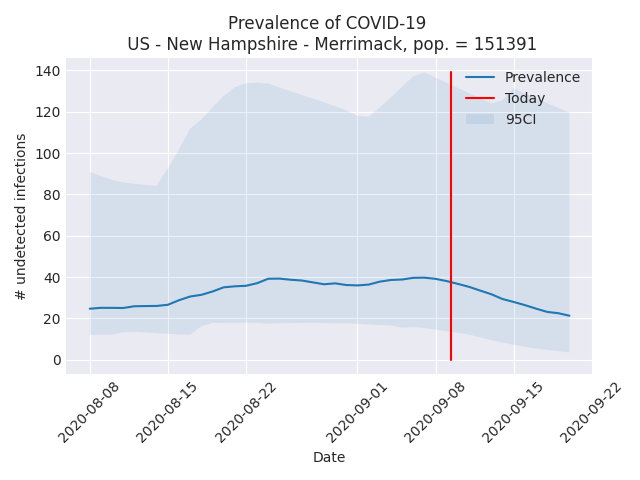 Prevalence of COVID-19
US - New Hampshire - Merrimack, pop. = 151391
140
120
100
80
60
40
20
0
# undetected infections
Prevalence
Today
95CI
2020-08-08
2020-08-15
2020-08-22
2020-09-01
2020-09-08
2020-09-15
2020-09-22
Date